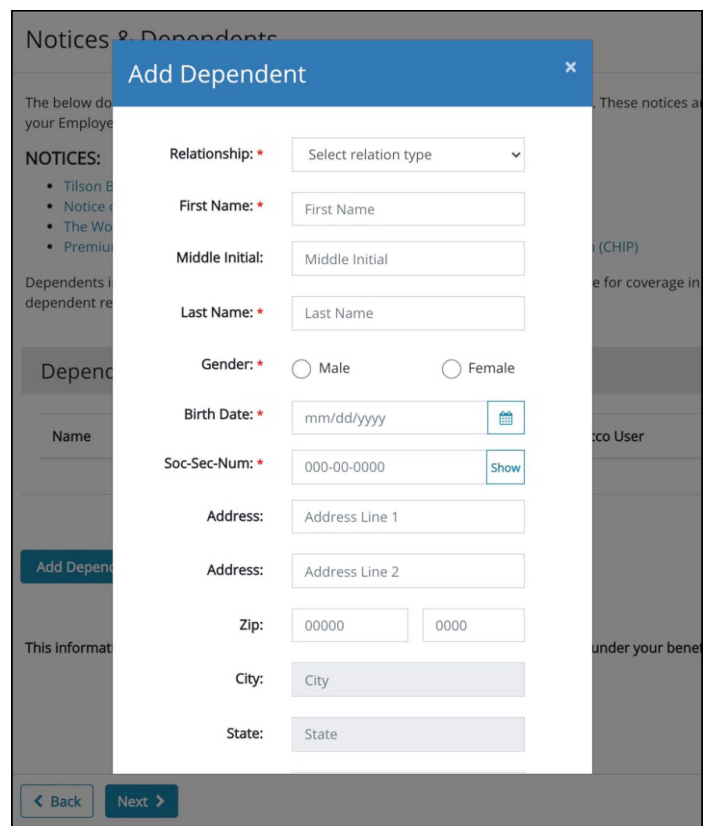 Notices & Dependents
Add Dependent ×
The below do
. These notices a
your Employe
NOTICES:
Tilson B
Notice
The Wo
Premiu
(CHIP)
Dependents i
e for coverage in
dependent re
Relationship: * Select relation type
First Name: * First Name
Middle Initial: Middle Initial
Last Name: * Last Name
Gender: * Male Female
Depend
Birth Date: * mm/dd/yyyy
Name
cco User
Soc-Sec-Num: * 000-00-0000 Show
Address: Address Line 1
Address: Address Line 2
Add Depend
Zip: 00000 0000
This informat
under your benef
City: City
State: State
Back Next